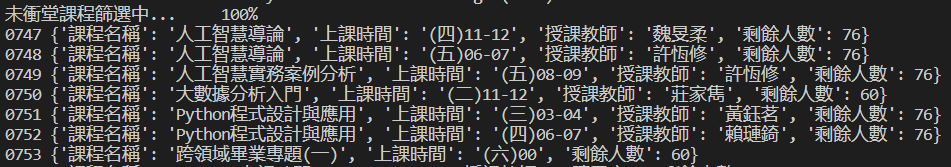 未衝堂課程篩選中...    100%
0747 {'課程名稱': '人工智慧導論', '上課時間': '(四)11-12', '授課教師': '魏旻柔', '剩餘人數': 76}
0748 {'課程名稱': '人工智慧導論', '上課時間': '(五)06-07', '授課教師': '許恆修', '剩餘人數': 76}
0749 {'課程名稱': '人工智慧實務案例分析', '上課時間': '(五)08-09', '授課教師': '許恆修', '剩餘人數': 76}
0750 {'課程名稱': '大數據分析入門', '上課時間': '(二)11-12', '授課教師': '莊家雋', '剩餘人數': 60}
0751 {'課程名稱': 'Python程式設計與應用', '上課時間': '(三)03-04', '授課教師': '黃鈺茗', '剩餘人數': 76}
0752 {'課程名稱': 'Python程式設計與應用', '上課時間': '(四)06-07', '授課教師': '賴璉錡', '剩餘人數': 76}
0753 {'課程名稱': '跨領域畢業專題(一)', '上課時間': '(六)00', '剩餘人數': 60}